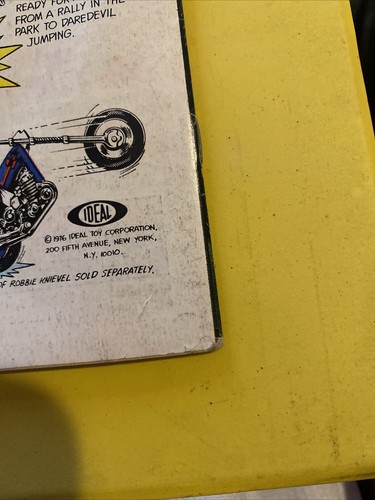 READY FOR
FROM A RALLY IN THE
PARK TO DAREDEVIL
JUMPING.
IDEAL
© 1976 IDEAL TOY CORPORATION,
200 FIFTH AVENUE, NEW YORK,
N.Y. 10010.
OF ROBBIE KNIEVEL SOLD SEPARATELY.